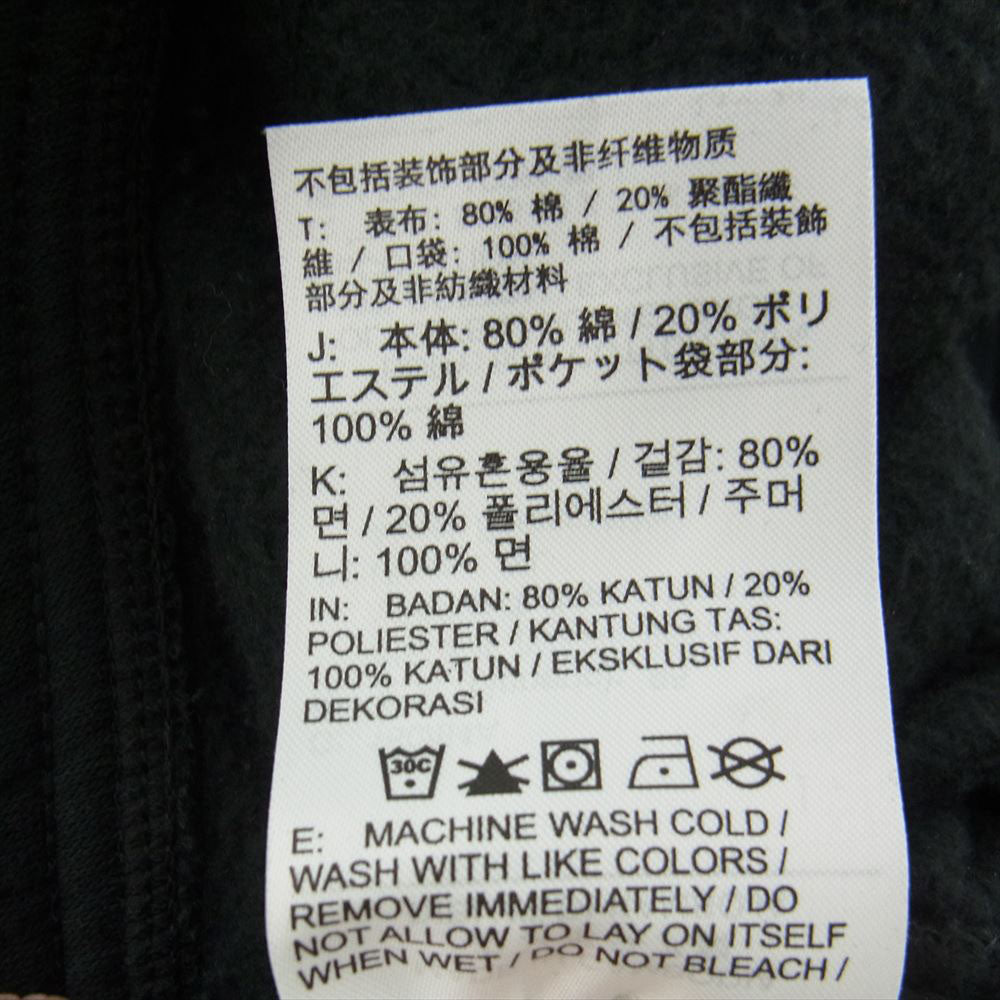 不包括装饰部分及非纤维物质
T: 表布: 80% 棉 / 20% 聚酯纖
維 / 口袋: 100% 棉 / 不包括裝飾
部分及非紡織材料
J: 本体: 80% 綿 / 20% ポリ
エステル / ポケット袋部分:
100% 綿
K: 섬유혼용율 / 겉감: 80%
면 / 20% 폴리에스터 / 주머
니: 100% 면
IN: BADAN: 80% KATUN / 20%
POLIESTER / KANTUNG TAS:
100% KATUN / EKSKLUSIF DARI
DEKORASI
30C
E: MACHINE WASH COLD /
WASH WITH LIKE COLORS /
REMOVE IMMEDIATELY / DO
NOT ALLOW TO LAY ON ITSELF
WHEN WET / DO NOT BLEACH /